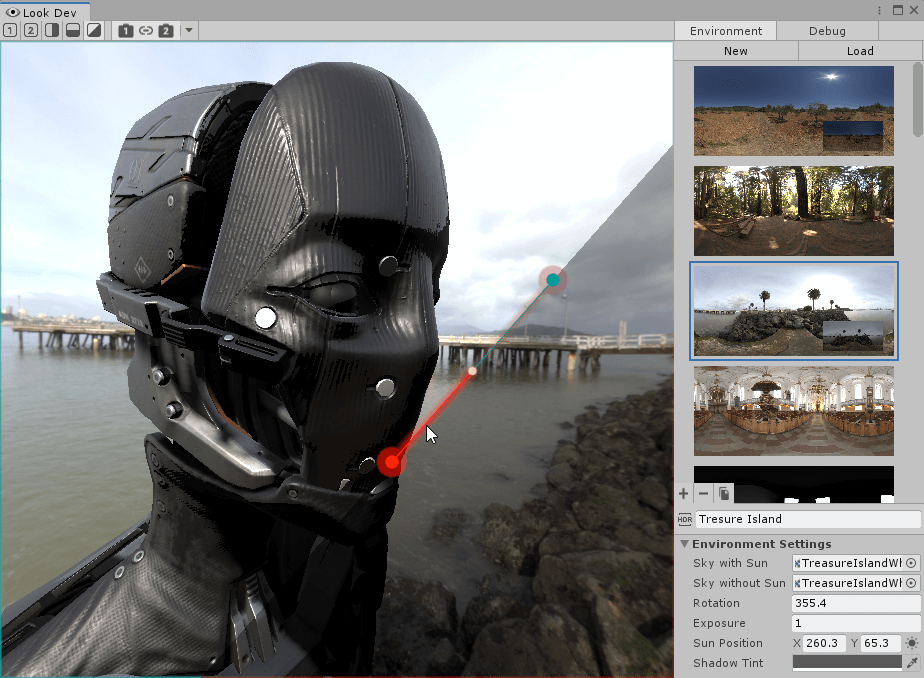 Look Dev
1 2 1 2
Environment Debug
New Load
HDR Tresure Island
Environment Settings
Sky with Sun TreasureIslandWh
Sky without Sun TreasureIslandWh
Rotation 355.4
Exposure 1
Sun Position X 260.3 Y 65.3
Shadow Tint